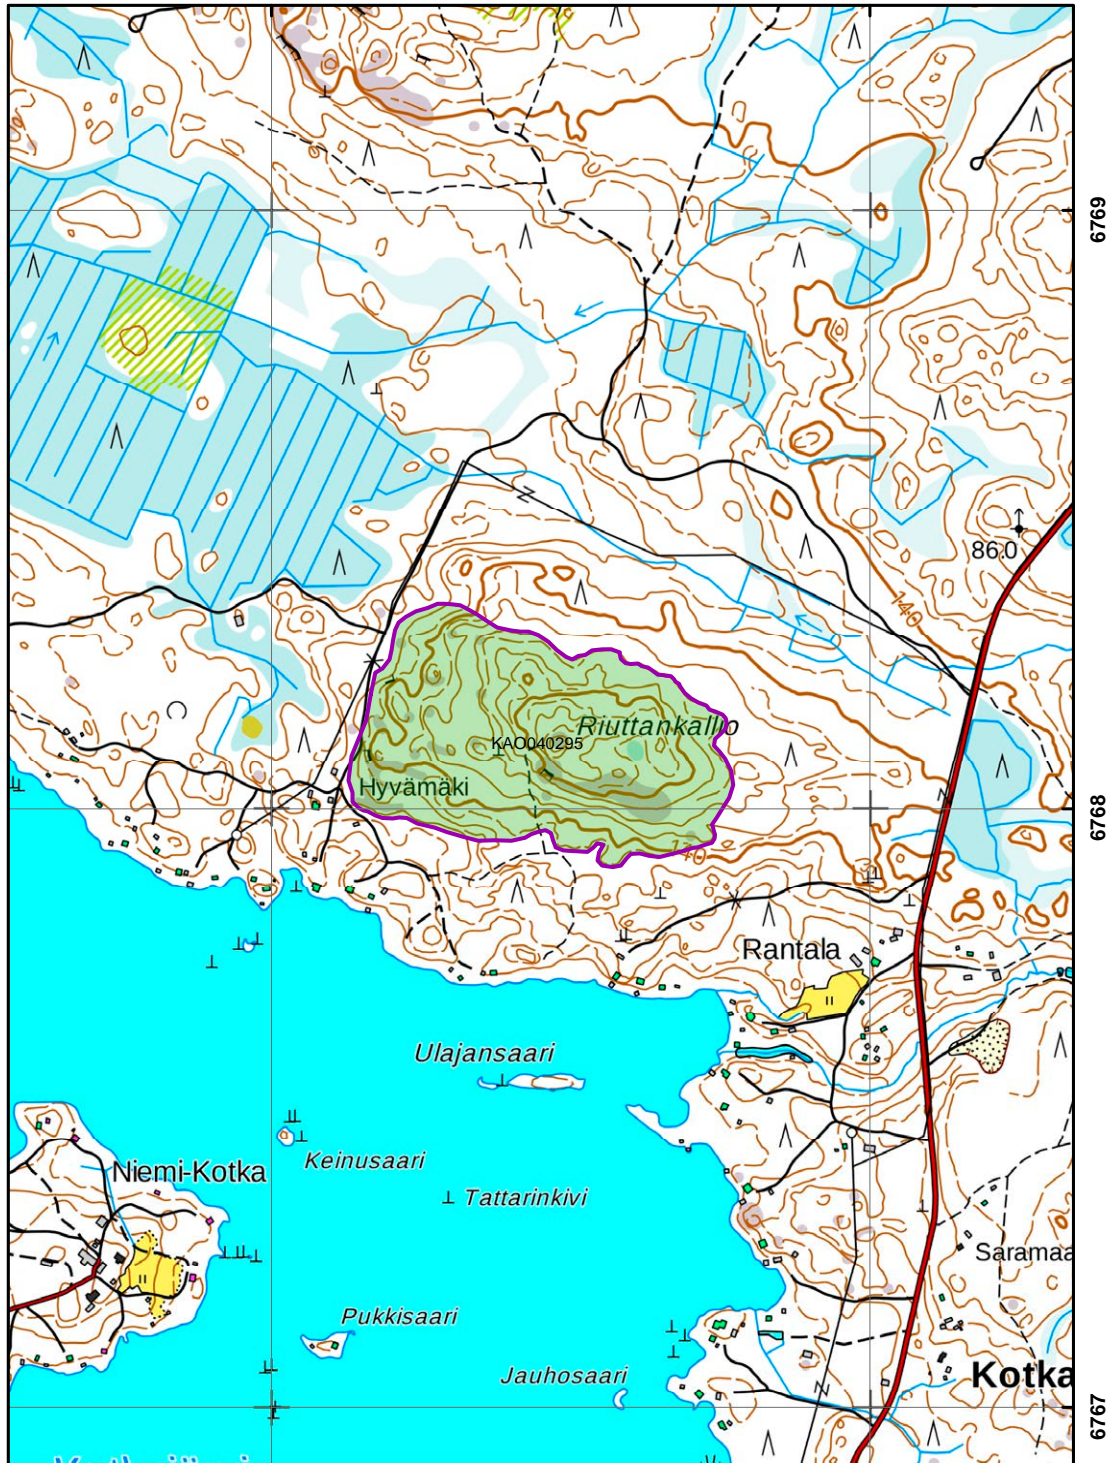 6769
86.0
140
Riuttankallio
KAO040295
Hyvämäki
6768
140
Rantala
Ulajansaari
Keinusaari
Niemi-Kotka
Tattarinkivi
Saramaa
Pukkisaari
Jauhosaari
Kotka
6767